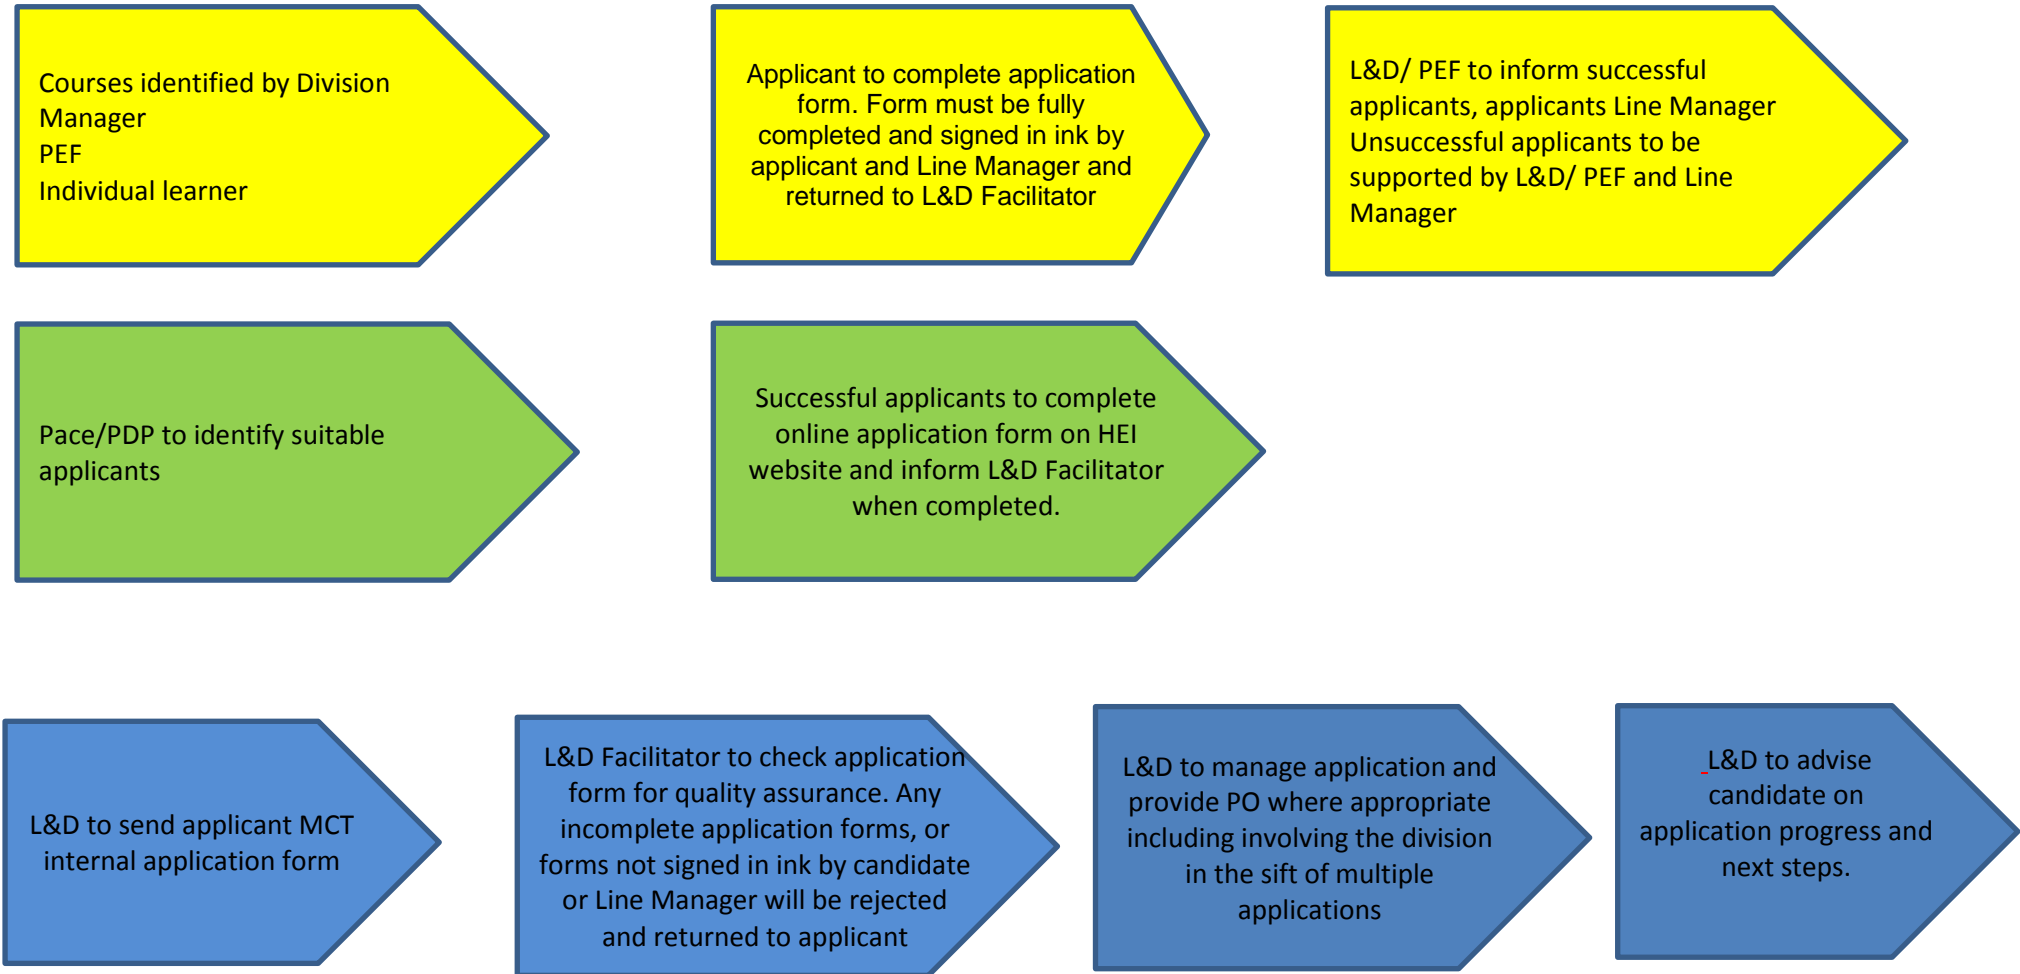 Courses identified by Division
Manager
PEF
Individual learner
Applicant to complete application
form. Form must be fully
completed and signed in ink by
applicant and Line Manager and
returned to L&D Facilitator
L&D/ PEF to inform successful
applicants, applicants Line Manager
Unsuccessful applicants to be
supported by L&D/ PEF and Line
Manager
Pace/PDP to identify suitable
applicants
Successful applicants to complete
online application form on HEI
website and inform L&D Facilitator
when completed.
L&D to send applicant MCT
internal application form
L&D Facilitator to check application
form for quality assurance. Any
incomplete application forms, or
forms not signed in ink by candidate
or Line Manager will be rejected
and returned to applicant
L&D to manage application and
provide PO where appropriate
including involving the division
in the sift of multiple
applications
L&D to advise
candidate on
application progress and
next steps.